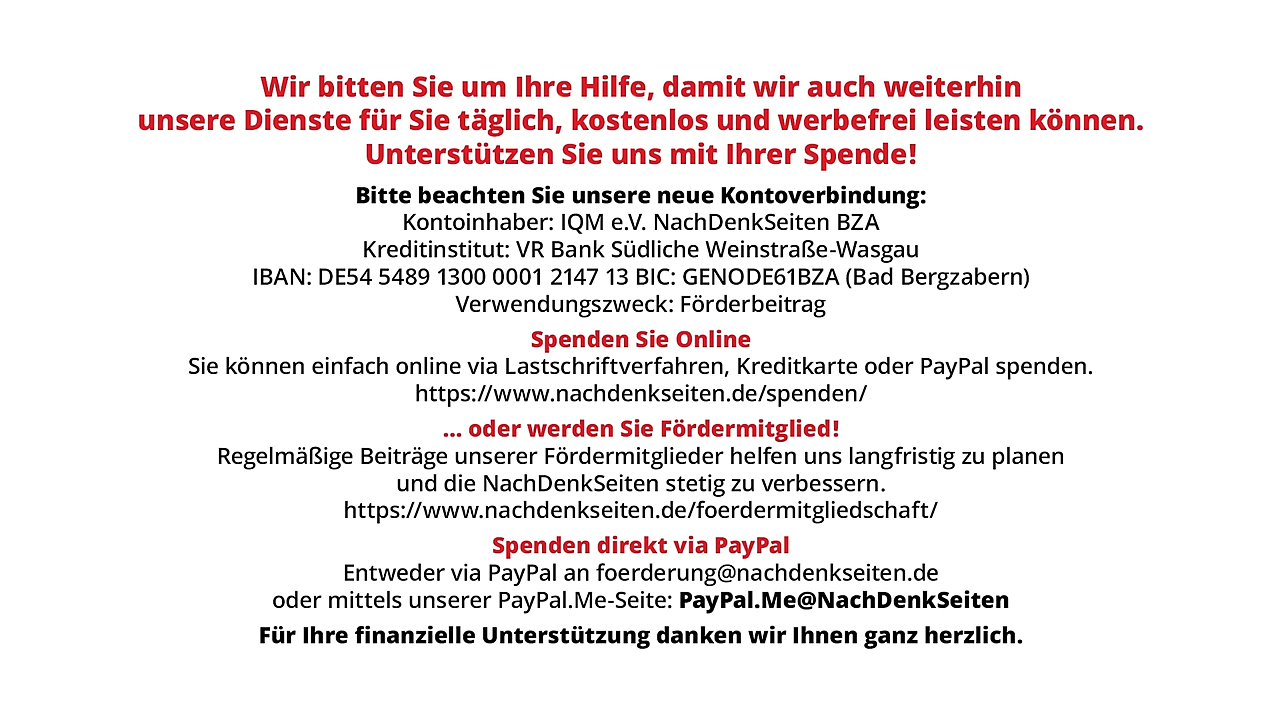 Wir bitten Sie um Ihre Hilfe, damit wir auch weiterhin
unsere Dienste für Sie täglich, kostenlos und werbefrei leisten können.
Unterstützen Sie uns mit Ihrer Spende!
Bitte beachten Sie unsere neue Kontoverbindung:
Kontoinhaber: IQM e.V. NachDenkSeiten BZA
Kreditinstitut: VR Bank Südliche Weinstraße-Wasgau
IBAN: DE54 5489 1300 0001 2147 13 BIC: GENODE61BZA (Bad Bergzabern)
Verwendungszweck: Förderbeitrag
Spenden Sie Online
Sie können einfach online via Lastschriftverfahren, Kreditkarte oder PayPal spenden.
https://www.nachdenkseiten.de/spenden/
... oder werden Sie Fördermitglied!
Regelmäßige Beiträge unserer Fördermitglieder helfen uns langfristig zu planen
und die NachDenkSeiten stetig zu verbessern.
https://www.nachdenkseiten.de/foerdermitgliedschaft/
Spenden direkt via PayPal
Entweder via PayPal an foerderung@nachdenkseiten.de
oder mittels unserer PayPal.Me-Seite: PayPal.Me@NachDenkSeiten
Für Ihre finanzielle Unterstützung danken wir Ihnen ganz herzlich.